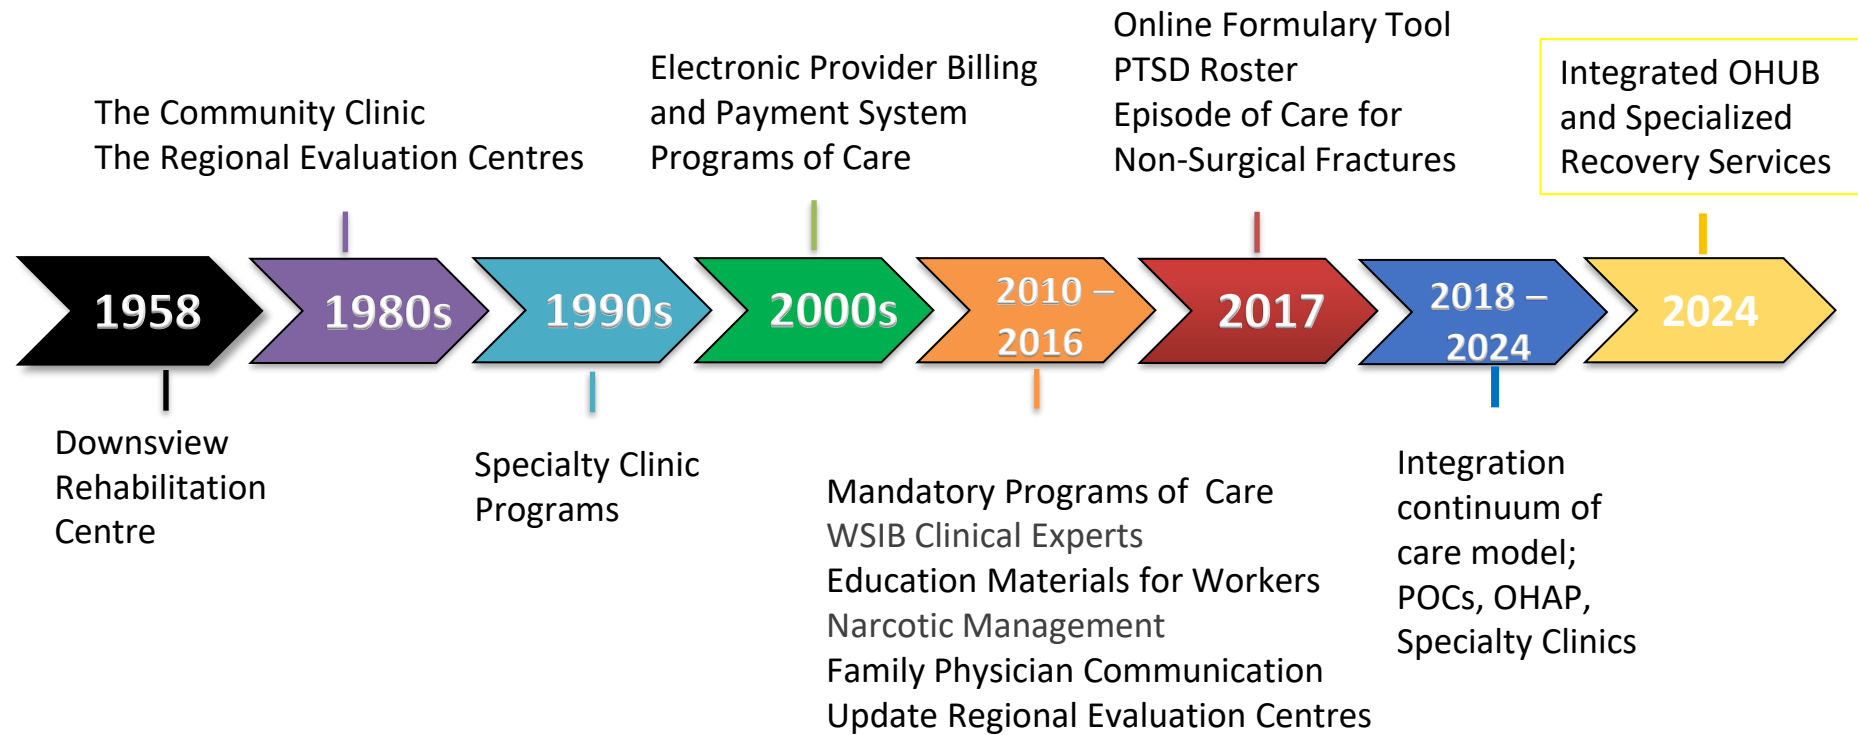 The Community Clinic
The Regional Evaluation Centres
Electronic Provider Billing
and Payment System
Programs of Care
Online Formulary Tool
PTSD Roster
Episode of Care for
Non-Surgical Fractures
Integrated OHUB
and Specialized
Recovery Services
1958
1980s
1990s
2000s
2010 –
2016
2017
2018 –
2024
2024
Downsview
Rehabilitation
Centre
Specialty Clinic
Programs
Mandatory Programs of Care
WSIB Clinical Experts
Education Materials for Workers
Narcotic Management
Family Physician Communication
Update Regional Evaluation Centres
Integration
continuum of
care model;
POCs, OHAP,
Specialty Clinics